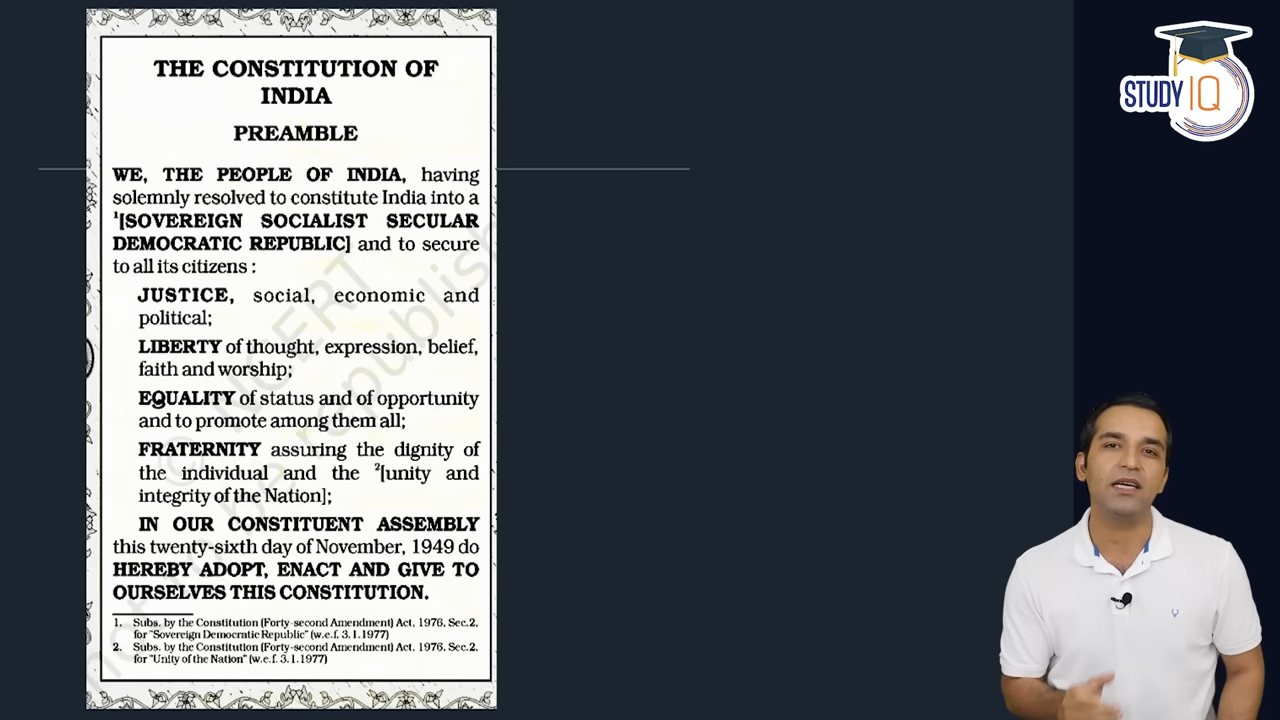 THE CONSTITUTION OF
INDIA
PREAMBLE
WE, THE PEOPLE OF INDIA, having
solemnly resolved to constitute India into a
¹[SOVEREIGN SOCIALIST SECULAR
DEMOCRATIC REPUBLIC] and to secure
to all its citizens :
JUSTICE, social, economic and
political;
LIBERTY of thought, expression, belief,
faith and worship;
EQUALITY of status and of opportunity
and to promote among them all;
FRATERNITY assuring the dignity of
the individual and the ²[unity and
integrity of the Nation];
IN OUR CONSTITUENT ASSEMBLY
this twenty-sixth day of November, 1949 do
HEREBY ADOPT, ENACT AND GIVE TO
OURSELVES THIS CONSTITUTION.
1. Subs. by the Constitution (Forty-second Amendment) Act, 1976, Sec.2,
for "Sovereign Democratic Republic" (w.e.f. 3.1.1977)
2. Subs. by the Constitution (Forty-second Amendment) Act, 1976, Sec.2,
for "Unity of the Nation" (w.e.f. 3.1.1977)
© NCERT
not to be republish
STUDY IQ